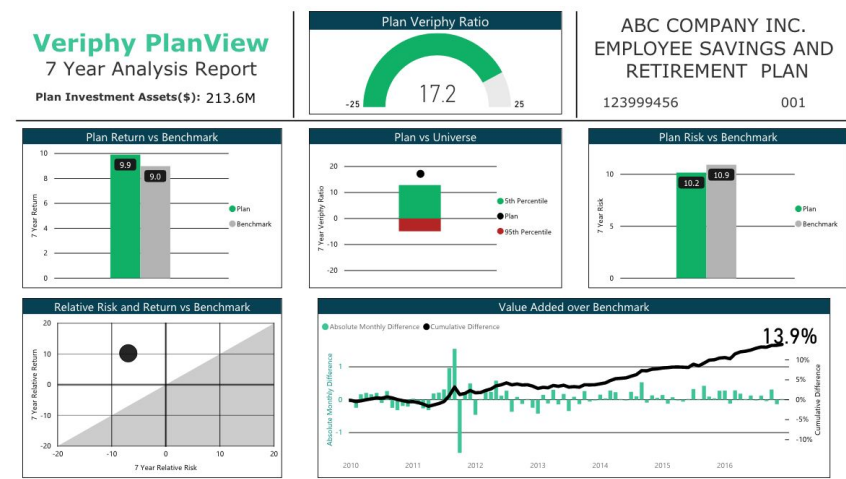 Veriphy PlanView
7 Year Analysis Report
Plan Investment Assets($): 213.6M
Plan Veriphy Ratio
17.2
-25
25
ABC COMPANY INC.
EMPLOYEE SAVINGS AND
RETIREMENT PLAN
123999456 001
Plan Return vs Benchmark
10
8
6
4
2
0
7 Year Return
9.9
9.0
Plan
Benchmark
Plan vs Universe
20
10
0
-10
-20
7 Year Veriphy Ratio
5th Percentile
Plan
95th Percentile
Plan Risk vs Benchmark
10
5
0
7 Year Risk
10.2
10.9
Plan
Benchmark
Relative Risk and Return vs Benchmark
20
10
0
-10
-20
7 Year Relative Return
-20 -10 0 10 20
7 Year Relative Risk
Value Added over Benchmark
Absolute Monthly Difference Cumulative Difference
13.9%
1
0
-1
Absolute Monthly Difference
10%
5%
0%
-5%
-10%
Cumulative Difference
2010 2011 2012 2013 2014 2015 2016